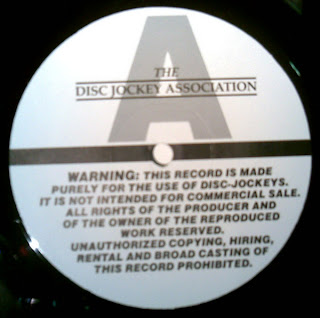 A
THE
DISC JOCKEY ASSOCIATION
WARNING: THIS RECORD IS MADE
PURELY FOR THE USE OF DISC-JOCKEYS.
IT IS NOT INTENDED FOR COMMERCIAL SALE.
ALL RIGHTS OF THE PRODUCER AND
OF THE OWNER OF THE REPRODUCED
WORK RESERVED.
UNAUTHORIZED COPYING, HIRING,
RENTAL AND BROAD CASTING OF
THIS RECORD PROHIBITED.